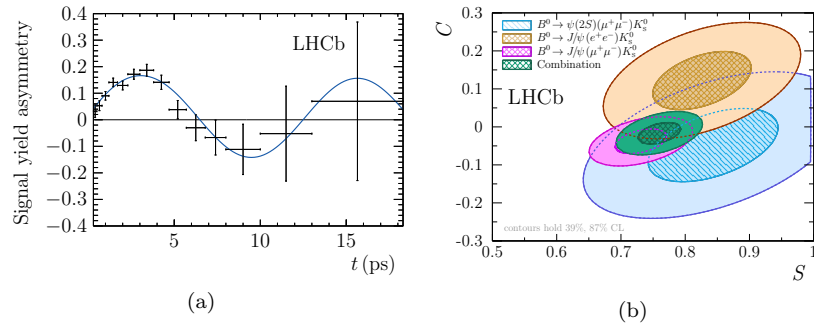 Signal yield asymmetry
0.4
0.3
0.2
0.1
0
−0.1
−0.2
−0.3
−0.4
LHCb
5
10
15
t (ps)
(a)
C
0.3
0.2
0.1
0
-0.1
-0.2
-0.3
B⁰→ ψ(2S)(μ⁺μ⁻)K⁰ₛ
B⁰→ J/ψ(e⁺e⁻)K⁰ₛ
B⁰→ J/ψ(μ⁺μ⁻)K⁰ₛ
Combination
LHCb
contours hold 39%, 87% CL
0.5
0.6
0.7
0.8
0.9
1
S
(b)